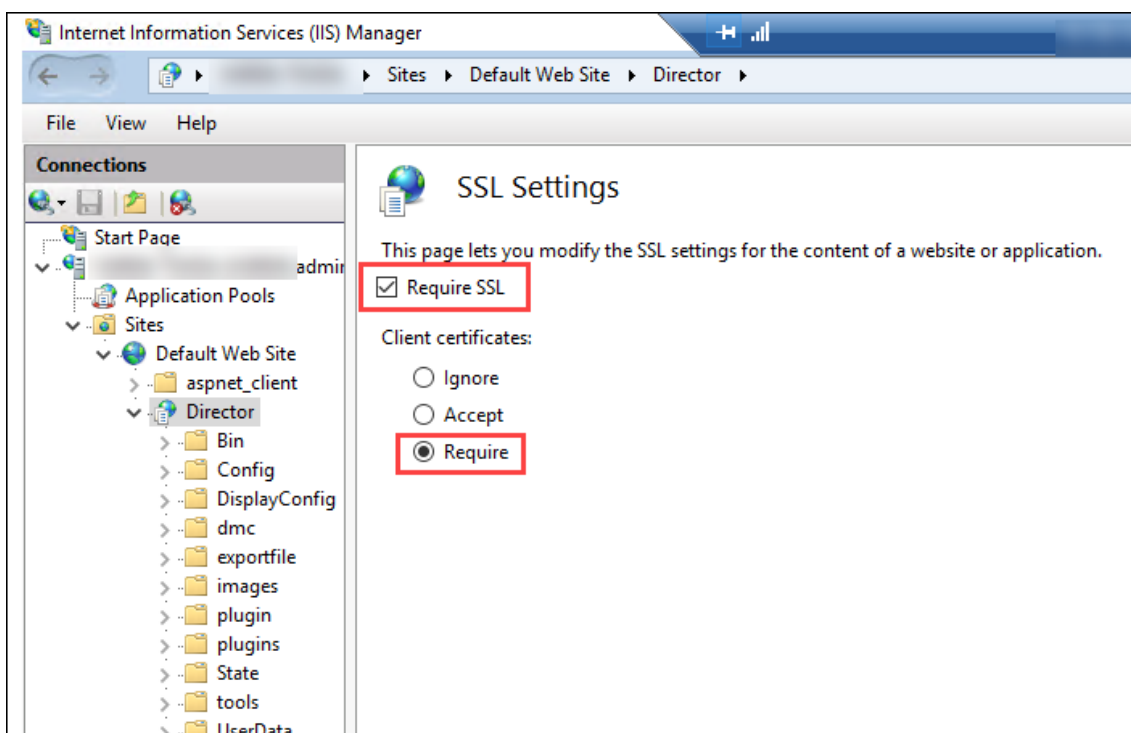 Internet Information Services (IIS) Manager
Sites Default Web Site Director
File View Help
Connections
Start Page
admin
Application Pools
Sites
Default Web Site
aspnet_client
Director
Bin
Config
DisplayConfig
dmc
exportfile
images
plugin
plugins
State
tools
UserData
SSL Settings
This page lets you modify the SSL settings for the content of a website or application.
Require SSL
Client certificates:
Ignore
Accept
Require